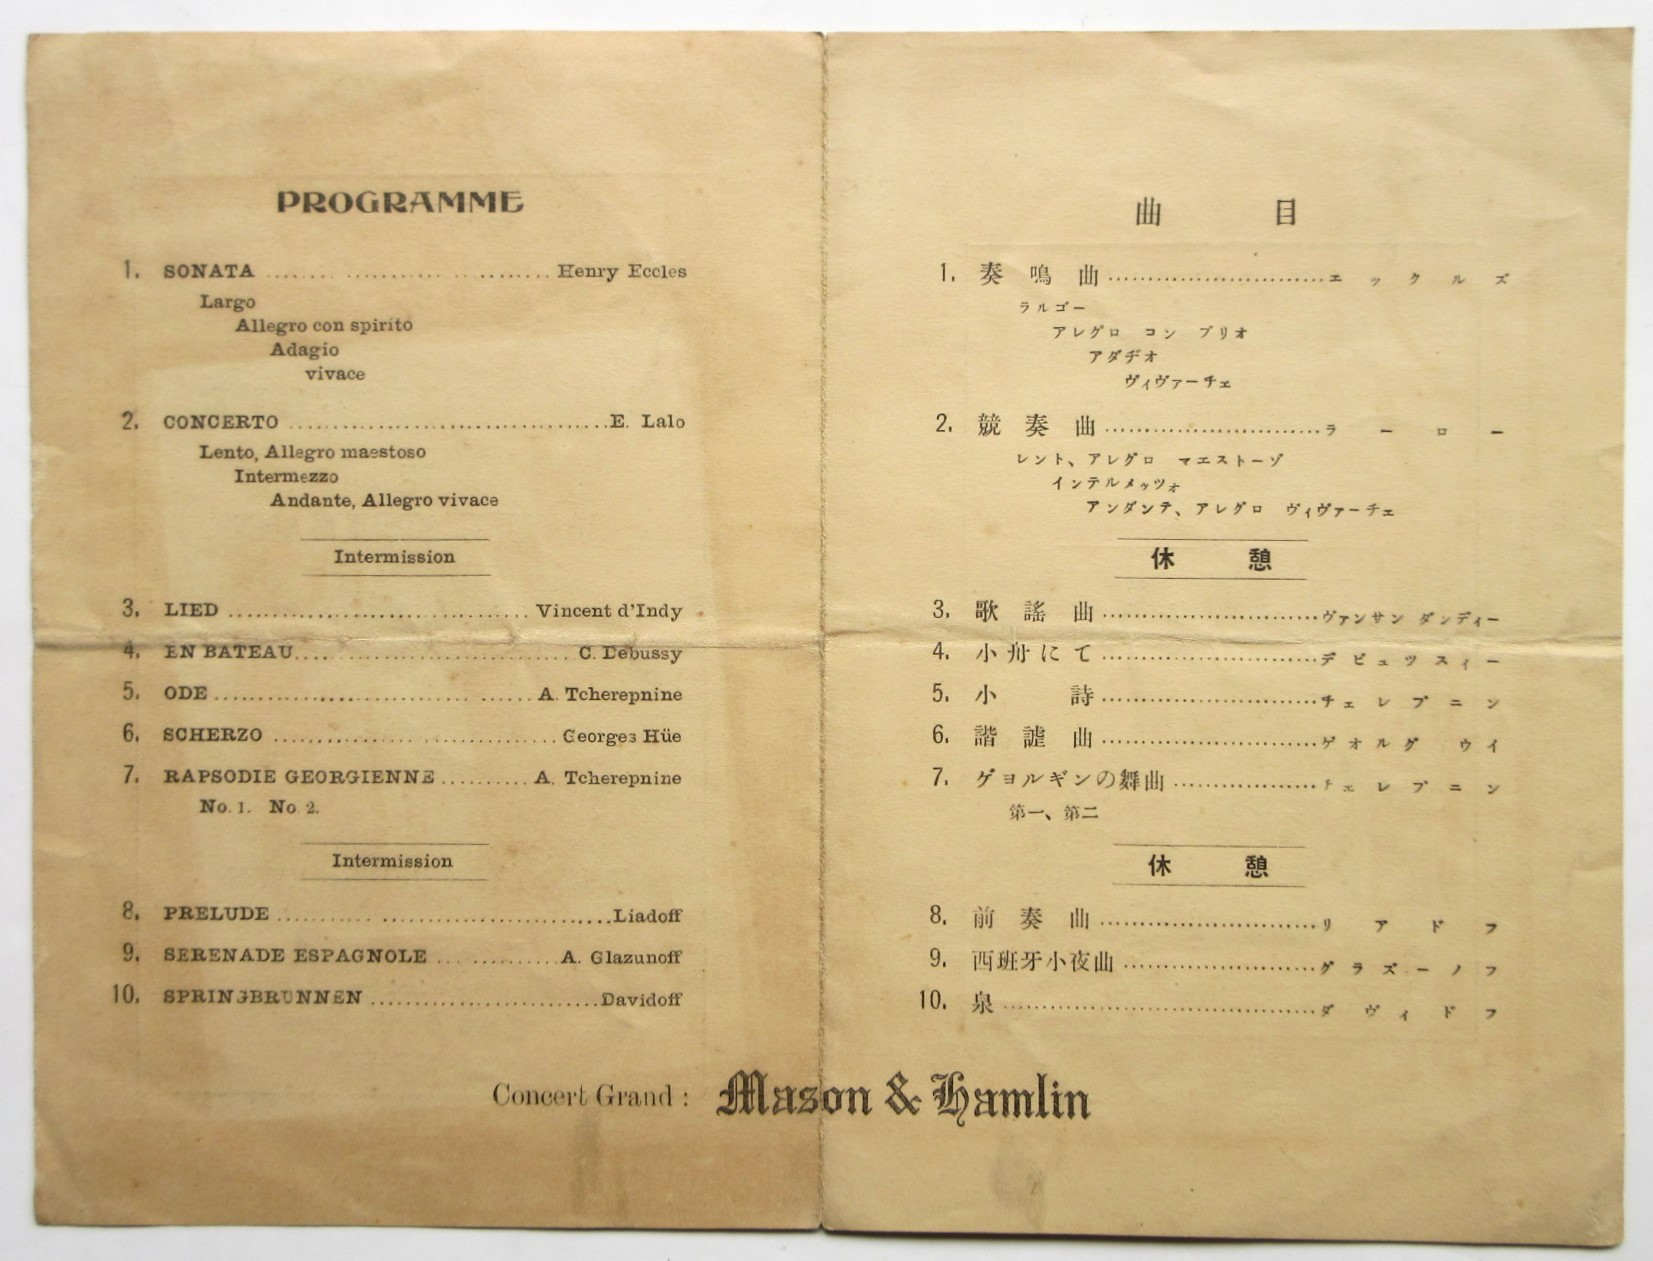 PROGRAMME
1. SONATA ........................ Henry Eccles
Largo
Allegro con spirito
Adagio
vivace
2. CONCERTO ........................ E. Lalo
Lento, Allegro maestoso
Intermezzo
Andante, Allegro vivace
Intermission
3. LIED ........................ Vincent d'Indy
4. EN BATEAU ........................ C. Debussy
5. ODE ........................ A. Tcherepnine
6. SCHERZO ........................ Georges Hüe
7. RAPSODIE GEORGIENNE .......... A. Tcherepnine
No. 1. No 2.
Intermission
8. PRELUDE ........................ Liadoff
9. SERENADE ESPAGNOLE ............ A. Glazunoff
10. SPRINGBRUNNEN ........................ Davidoff
曲目
1. 奏鳴曲 ........................ エックルズ
ラルゴー
アレグロ コン ブリオ
アダヂオ
ヴィヴァーチェ
2. 競奏曲 ........................ ラーロー
レント、アレグロ マエストーゾ
インテルメッツォ
アンダンテ、アレグロ ヴィヴァーチェ
休憩
3. 歌謡曲 ........................ ヴァンサン ダンディー
4. 小舟にて ........................ デビュツスィー
5. 小詩 ........................ チェレプニン
6. 諧謔曲 ........................ ゲオルグ ウイ
7. ゲヨルギンの舞曲 ................ チェレプニン
第一、第二
休憩
8. 前奏曲 ........................ リアドフ
9. 西班牙小夜曲 .................... グラズーノフ
10. 泉 ........................ ダヴィドフ
Concert Grand : Mason & Hamlin